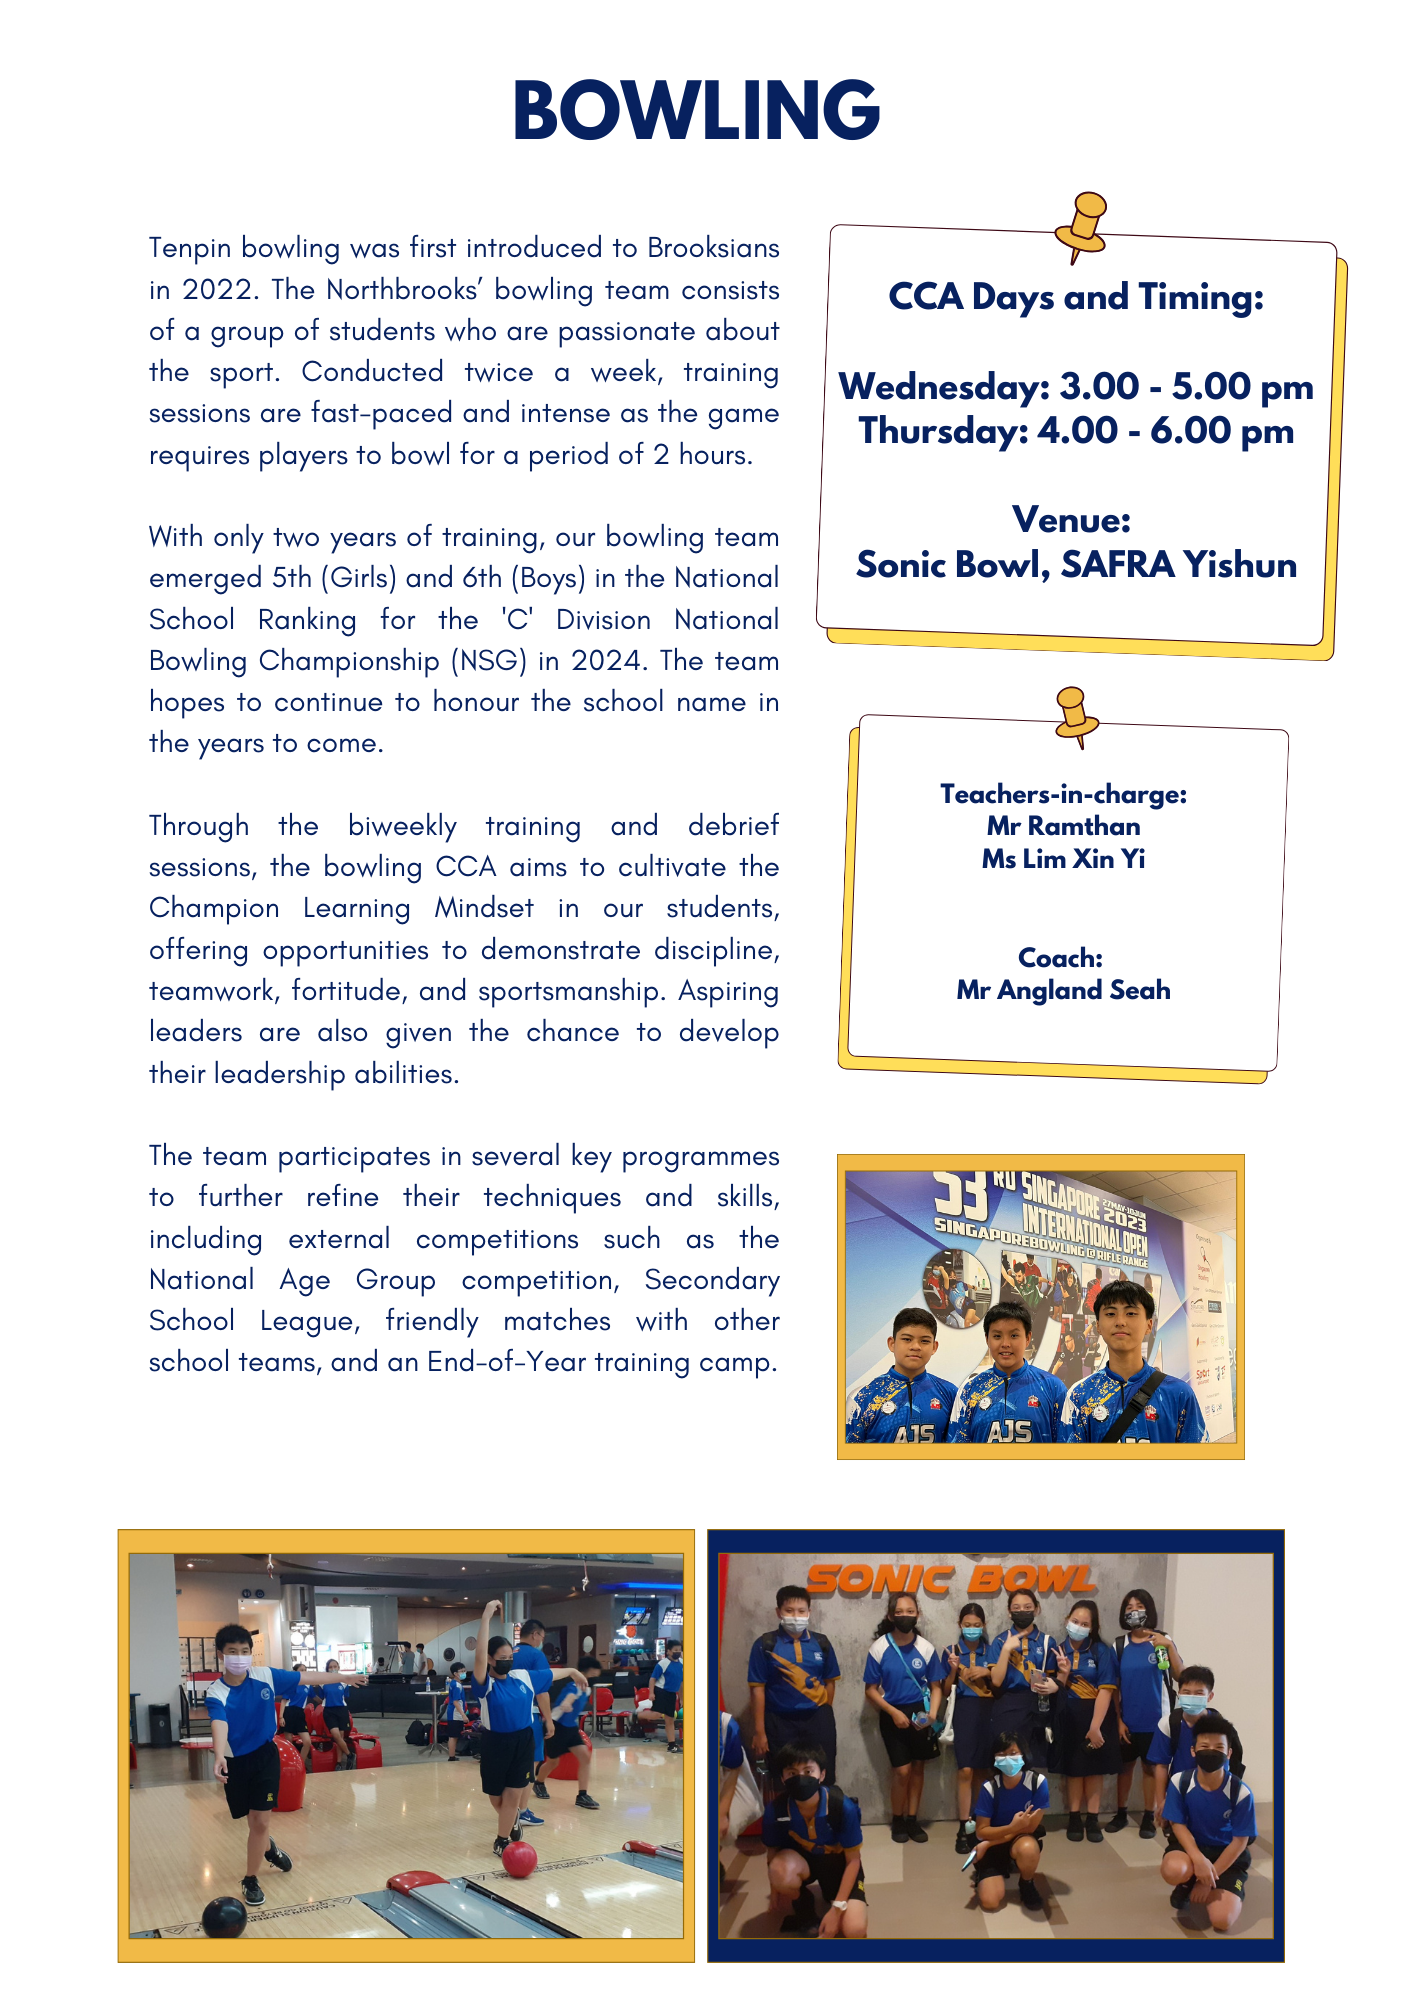 BOWLING
Tenpin bowling was first introduced to Brooksians
in 2022. The Northbrooks’ bowling team consists
of a group of students who are passionate about
the sport. Conducted twice a week, training
sessions are fast-paced and intense as the game
requires players to bowl for a period of 2 hours.
With only two years of training, our bowling team
emerged 5th (Girls) and 6th (Boys) in the National
School Ranking for the 'C' Division National
Bowling Championship (NSG) in 2024. The team
hopes to continue to honour the school name in
the years to come.
Through the biweekly training and debrief
sessions, the bowling CCA aims to cultivate the
Champion Learning Mindset in our students,
offering opportunities to demonstrate discipline,
teamwork, fortitude, and sportsmanship. Aspiring
leaders are also given the chance to develop
their leadership abilities.
The team participates in several key programmes
to further refine their techniques and skills,
including external competitions such as the
National Age Group competition, Secondary
School League, friendly matches with other
school teams, and an End-of-Year training camp.
CCA Days and Timing:
Wednesday: 3.00 - 5.00 pm
Thursday: 4.00 - 6.00 pm
Venue:
Sonic Bowl, SAFRA Yishun
Teachers-in-charge:
Mr Ramthan
Ms Lim Xin Yi
Coach:
Mr Angland Seah
53RD SINGAPORE
INTERNATIONAL OPEN
27MAY-10JUN
2023
SINGAPOREBOWLING @ RIFLE RANGE
AJS
AJS
AJS
SONIC BOWL